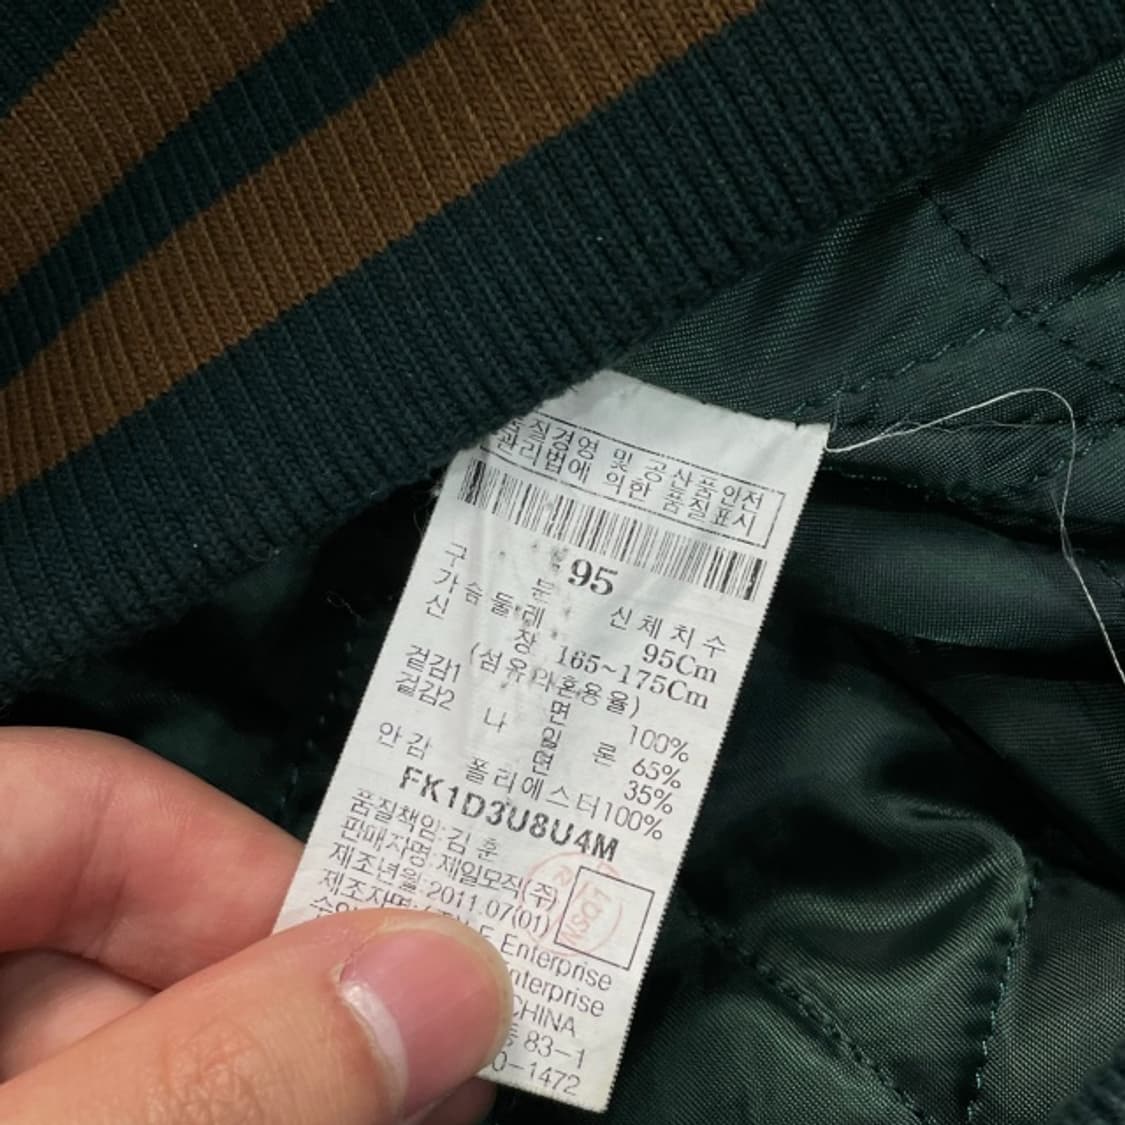 품질경영 및 공산품안전
관리법에 의한 품질표시
95
구 분 신체치수
가슴둘레 95Cm
신 장 165~175Cm
(섬유의혼용율)
겉감1 면 100%
겉감2 나 일 론 65%
면 35%
안감 폴리에스터100%
FK1D3U8U4M
품질책임:김 훈
판매자명:제일모직(주)
제조년월:2011.07(01)
제조자명: E Enterprise
Enterprise
CHINA
83-1
0-1472